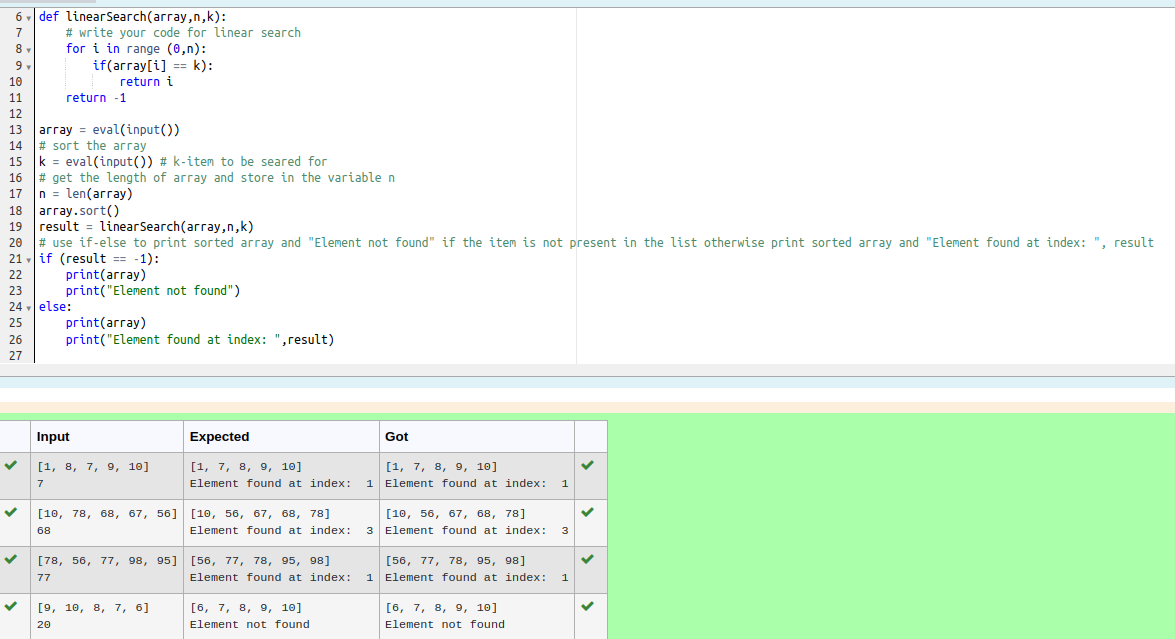 6 def linearSearch(array,n,k):
7     # write your code for linear search
8     for i in range (0,n):
9         if(array[i] == k):
10             return i
11     return -1
12
13 array = eval(input())
14 # sort the array
15 k = eval(input()) # k-item to be seared for
16 # get the length of array and store in the variable n
17 n = len(array)
18 array.sort()
19 result = linearSearch(array,n,k)
20 # use if-else to print sorted array and "Element not found" if the item is not present in the list otherwise print sorted array and "Element found at index: ", result
21 if (result == -1):
22     print(array)
23     print("Element not found")
24 else:
25     print(array)
26     print("Element found at index: ",result)
27
Input Expected Got
[1, 8, 7, 9, 10] [1, 7, 8, 9, 10] [1, 7, 8, 9, 10]
7 Element found at index:  1 Element found at index:  1
[10, 78, 68, 67, 56] [10, 56, 67, 68, 78] [10, 56, 67, 68, 78]
68 Element found at index:  3 Element found at index:  3
[78, 56, 77, 98, 95] [56, 77, 78, 95, 98] [56, 77, 78, 95, 98]
77 Element found at index:  1 Element found at index:  1
[9, 10, 8, 7, 6] [6, 7, 8, 9, 10] [6, 7, 8, 9, 10]
20 Element not found Element not found